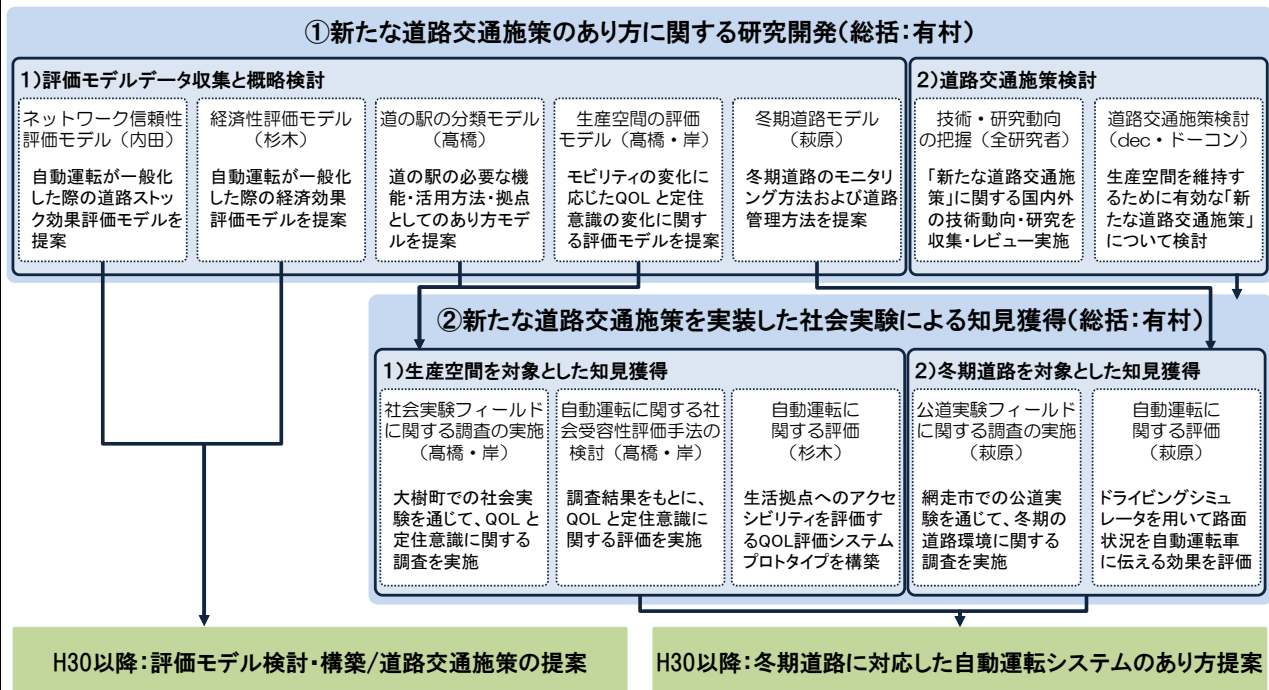 ①新たな道路交通施策のあり方に関する研究開発(総括:有村)
1)評価モデルデータ収集と概略検討
ネットワーク信頼性
評価モデル(内田)
自動運転が一般化
した際の道路ストッ
ク効果評価モデルを
提案
経済性評価モデル
(杉木)
自動運転が一般化
した際の経済効果
評価モデルを提案
道の駅の分類モデル
(髙橋)
道の駅の必要な機
能・活用方法・拠点
としてのあり方モデ
ルを提案
生産空間の評価
モデル(髙橋・岸)
モビリティの変化に
応じたQOLと定住
意識の変化に関す
る評価モデルを提案
冬期道路モデル
(萩原)
冬期道路のモニタリ
ング方法および道路
管理方法を提案
2)道路交通施策検討
技術・研究動向
の把握(全研究者)
「新たな道路交通施
策」に関する国内外
の技術動向・研究を
収集・レビュー実施
道路交通施策検討
(dec・ドーコン)
生産空間を維持す
るために有効な「新
たな道路交通施策」
について検討
②新たな道路交通施策を実装した社会実験による知見獲得(総括:有村)
1)生産空間を対象とした知見獲得
社会実験フィールド
に関する調査の実施
(髙橋・岸)
大樹町での社会実
験を通じて、QOLと
定住意識に関する
調査を実施
自動運転に関する社
会受容性評価手法の
検討(髙橋・岸)
調査結果をもとに、
QOLと定住意識に
関する評価を実施
自動運転に
関する評価
(杉木)
生活拠点へのアクセ
シビリティを評価す
るQOL評価システム
プロトタイプを構築
2)冬期道路を対象とした知見獲得
公道実験フィールド
に関する調査の実施
(萩原)
網走市での公道実
験を通じて、冬期の
道路環境に関する
調査を実施
自動運転に
関する評価
(萩原)
ドライビングシミュ
レータを用いて路面
状況を自動運転車
に伝える効果を評価
H30以降:評価モデル検討・構築/道路交通施策の提案
H30以降:冬期道路に対応した自動運転システムのあり方提案